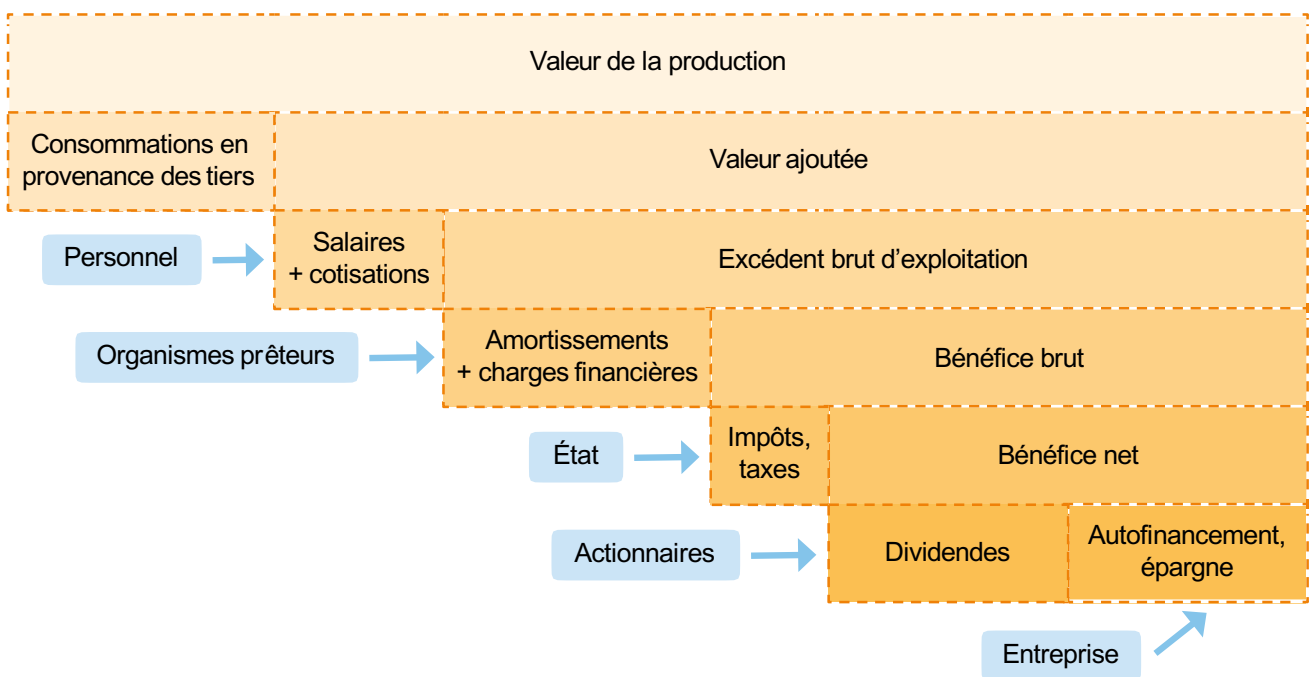 Valeur de la production
Consommations en
provenance des tiers
Valeur ajoutée
Personnel
Salaires
+ cotisations
Excédent brut d’exploitation
Organismes prêteurs
Amortissements
+ charges financières
Bénéfice brut
État
Impôts,
taxes
Bénéfice net
Actionnaires
Dividendes
Autofinancement,
épargne
Entreprise